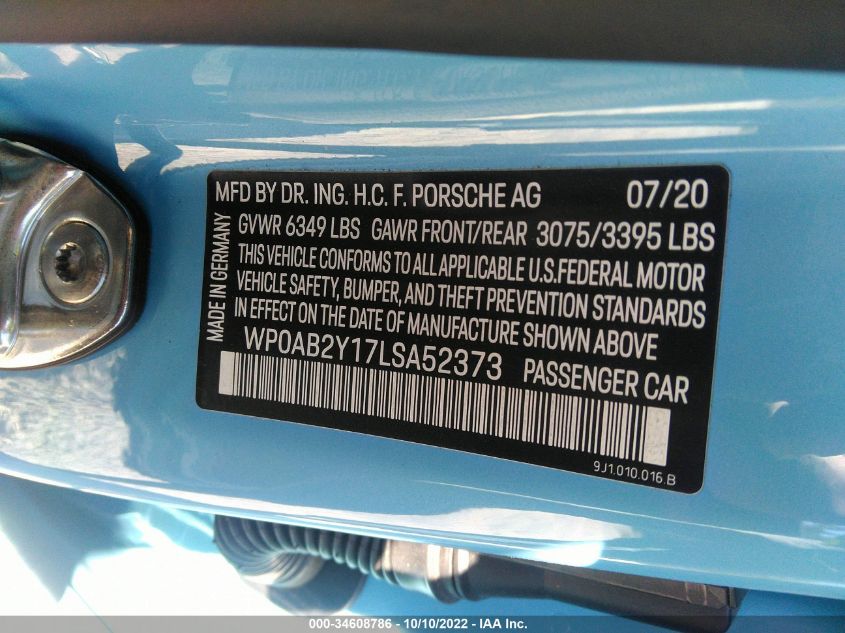 MFD BY DR. ING. H.C. F. PORSCHE AG 07/20
GVWR 6349 LBS GAWR FRONT/REAR 3075/3395 LBS
THIS VEHICLE CONFORMS TO ALL APPLICABLE U.S.FEDERAL MOTOR
VEHICLE SAFETY, BUMPER, AND THEFT PREVENTION STANDARDS
IN EFFECT ON THE DATE OF MANUFACTURE SHOWN ABOVE
MADE IN GERMANY
WP0AB2Y17LSA52373 PASSENGER CAR
9J1.010.016.B
000-34608786 - 10/10/2022 - IAA Inc.